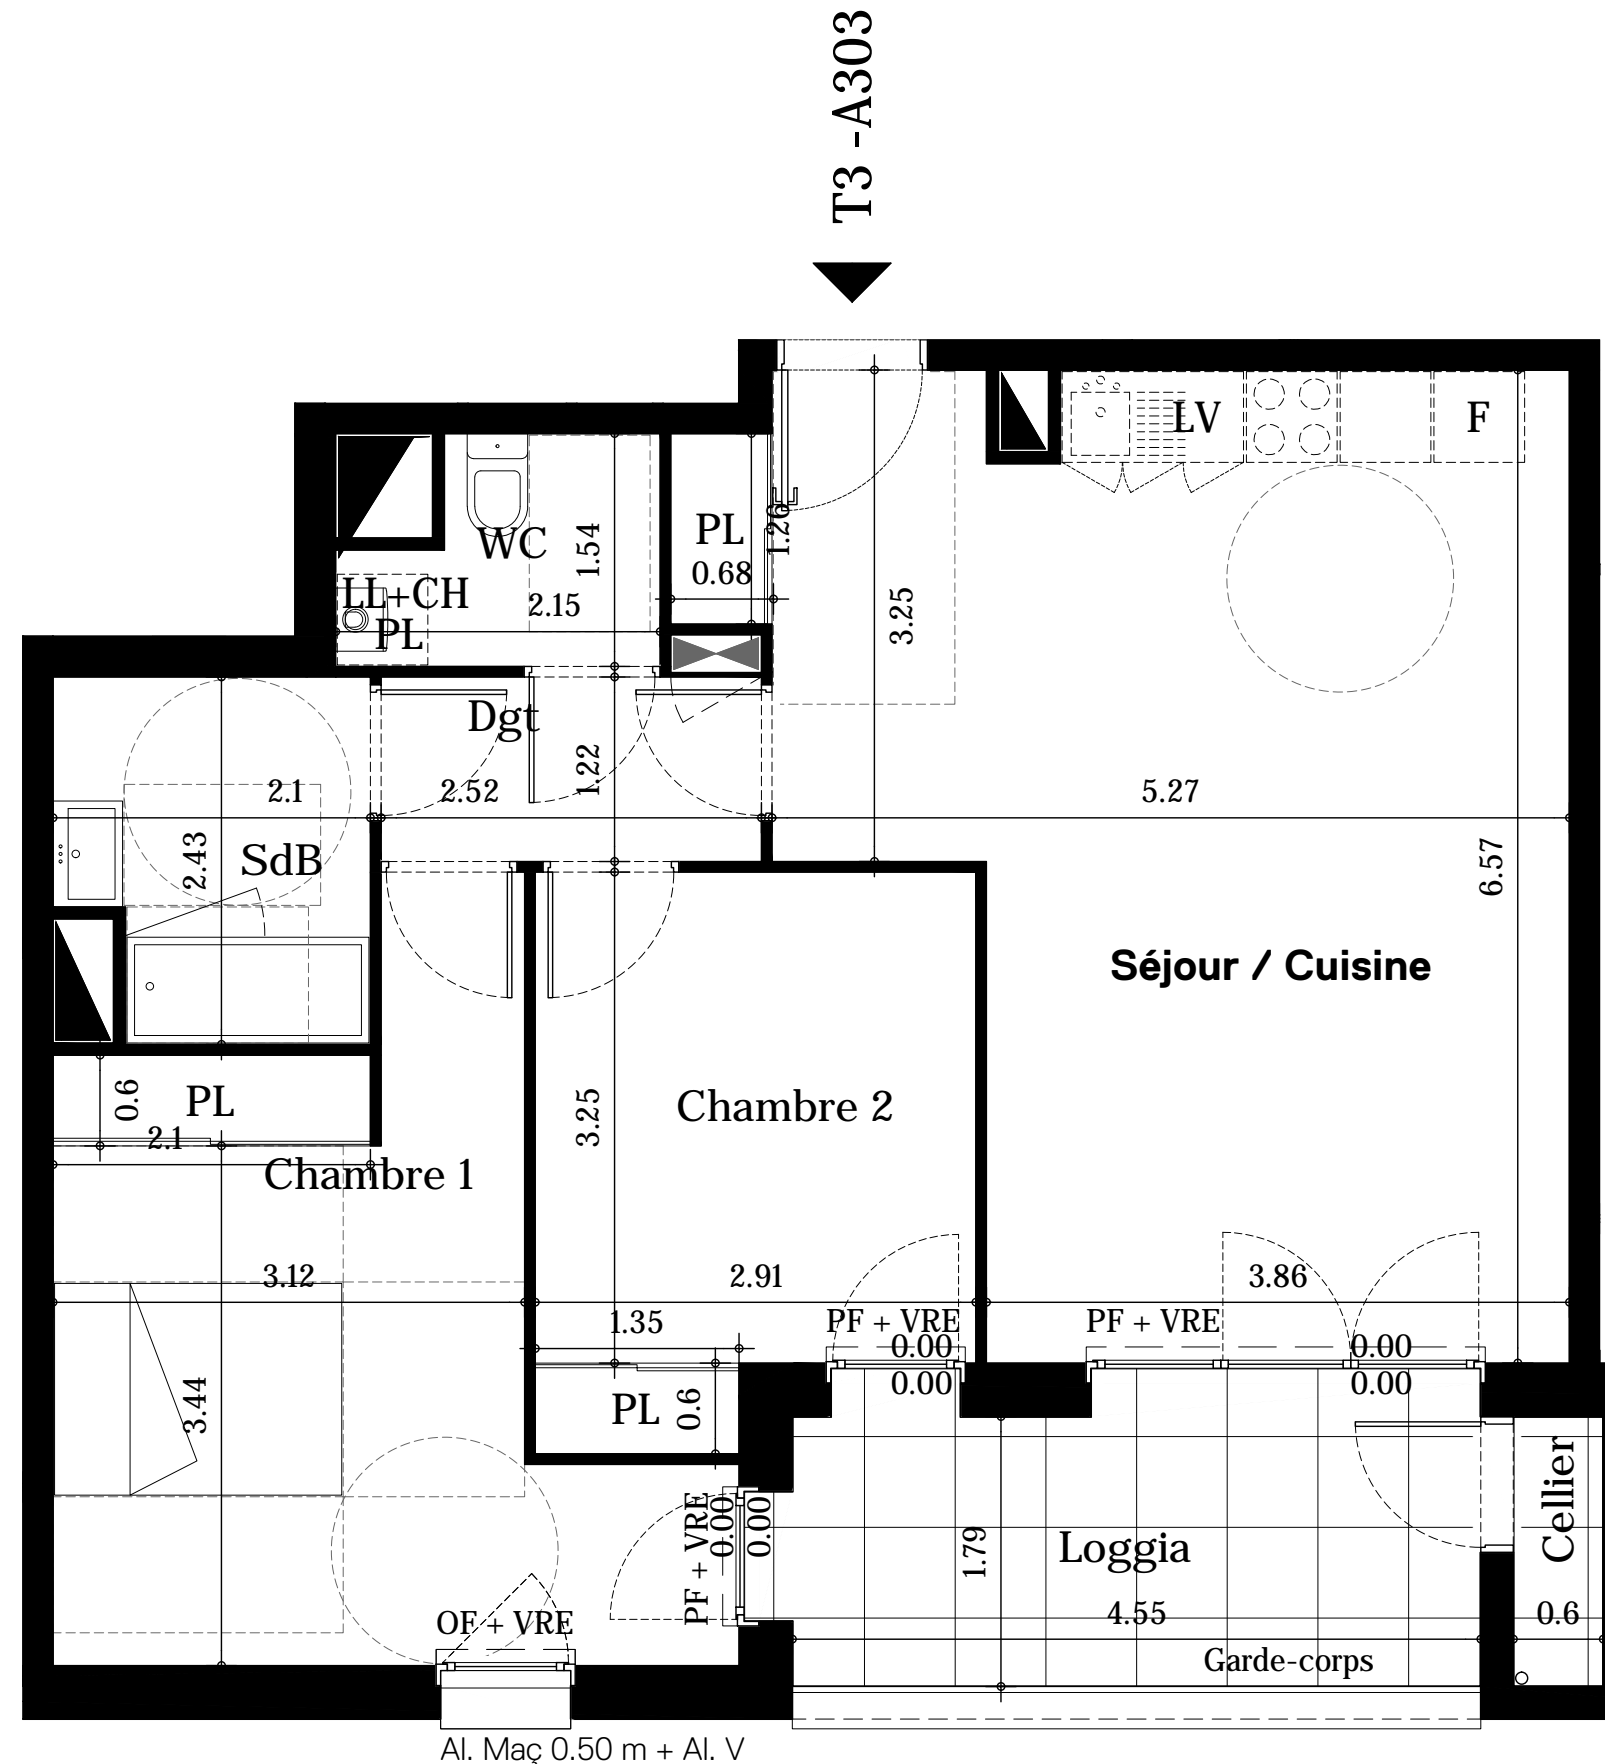 T3 -A303
LV
F
WC
1.54
PL
0.68
1.20
LL+CH
PL
2.15
3.25
Dgt
1.22
2.1
2.52
5.27
2.43
SdB
6.57
Séjour / Cuisine
0.6
PL
2.1
3.25
Chambre 2
Chambre 1
3.12
2.91
3.86
1.35
PF + VRE
0.00
0.00
PF + VRE
0.00
0.00
3.44
PL
0.6
PF + VRE
0.00
0.00
1.79
Loggia
4.55
Cellier
0.6
OF + VRE
Garde-corps
Al. Maç 0.50 m + Al. V